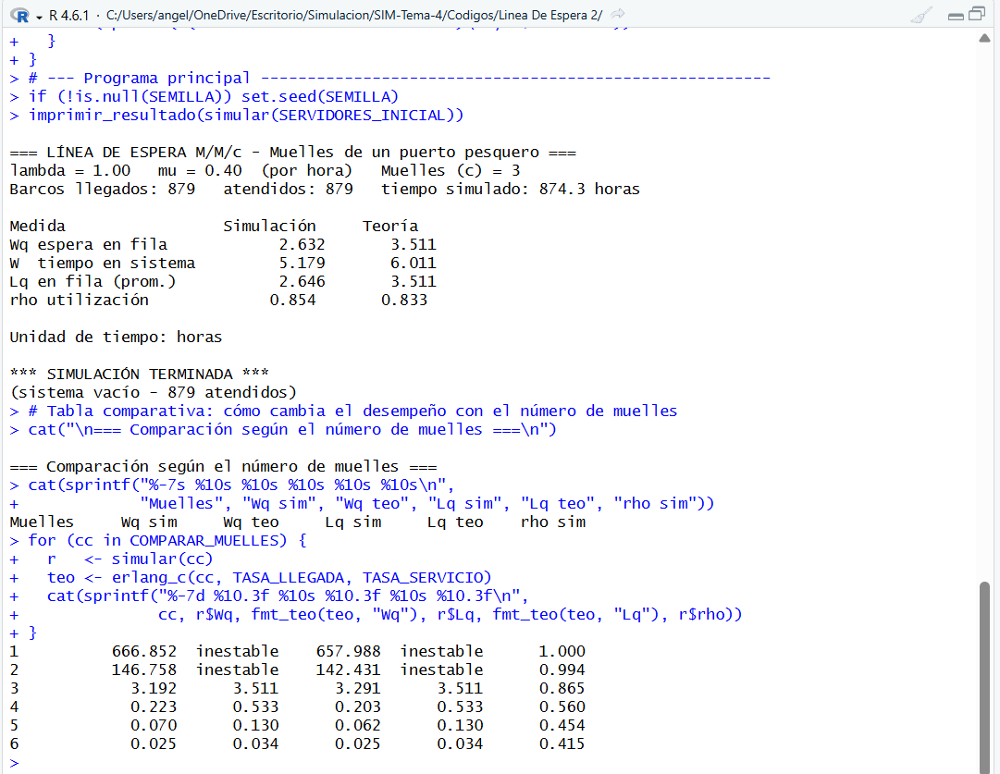 R 4.6.1 · C:/Users/angel/OneDrive/Escritorio/Simulacion/SIM-Tema-4/Codigos/Linea De Espera 2/
+   }
+ }
> # --- Programa principal -------------------------------------------------------
> if (!is.null(SEMILLA)) set.seed(SEMILLA)
> imprimir_resultado(simular(SERVIDORES_INICIAL))
=== LÍNEA DE ESPERA M/M/c - Muelles de un puerto pesquero ===
lambda = 1.00   mu = 0.40  (por hora)   Muelles (c) = 3
Barcos llegados: 879   atendidos: 879   tiempo simulado: 874.3 horas
Medida                 Simulación     Teoría
Wq espera en fila            2.632       3.511
W  tiempo en sistema         5.179       6.011
Lq en fila (prom.)           2.646       3.511
rho utilización             0.854       0.833
Unidad de tiempo: horas
*** SIMULACIÓN TERMINADA ***
(sistema vacío - 879 atendidos)
> # Tabla comparativa: cómo cambia el desempeño con el número de muelles
> cat("\n=== Comparación según el número de muelles ===\n")
=== Comparación según el número de muelles ===
> cat(sprintf("%-7s %10s %10s %10s %10s %10s\n",
+             "Muelles", "Wq sim", "Wq teo", "Lq sim", "Lq teo", "rho sim"))
Muelles     Wq sim     Wq teo     Lq sim     Lq teo    rho sim
> for (cc in COMPARAR_MUELLES) {
+   r   <- simular(cc)
+   teo <- erlang_c(cc, TASA_LLEGADA, TASA_SERVICIO)
+   cat(sprintf("%-7d %10.3f %10s %10.3f %10s %10.3f\n",
+               cc, r$Wq, fmt_teo(teo, "Wq"), r$Lq, fmt_teo(teo, "Lq"), r$rho))
+ }
1          666.852  inestable    657.988  inestable      1.000
2          146.758  inestable    142.431  inestable      0.994
3            3.192      3.511      3.291      3.511      0.865
4            0.223      0.533      0.203      0.533      0.560
5            0.070      0.130      0.062      0.130      0.454
6            0.025      0.034      0.025      0.034      0.415
>